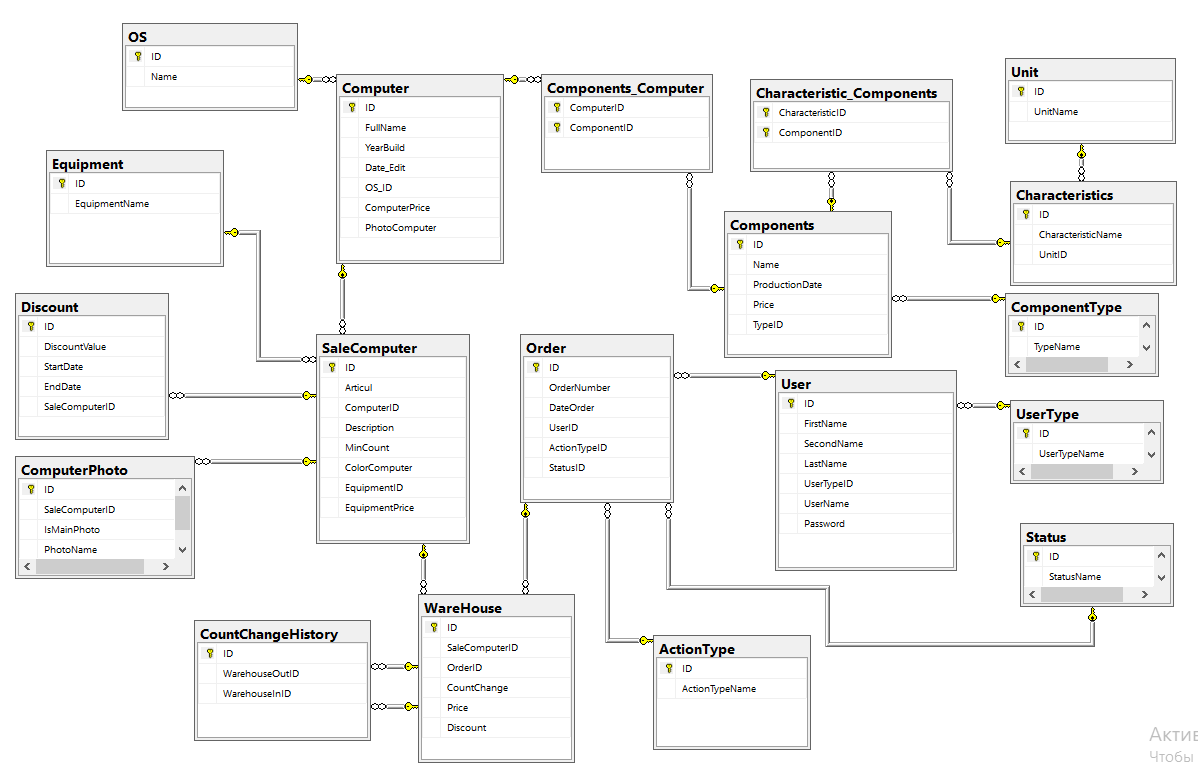 OS
ID
Name
Computer
ID
FullName
YearBuild
Date_Edit
OS_ID
ComputerPrice
PhotoComputer
Components_Computer
ComputerID
ComponentID
Characteristic_Components
CharacteristicID
ComponentID
Unit
ID
UnitName
Equipment
ID
EquipmentName
Characteristics
ID
CharacteristicName
UnitID
Components
ID
Name
ProductionDate
Price
TypeID
Discount
ID
DiscountValue
StartDate
EndDate
SaleComputerID
ComponentType
ID
TypeName
SaleComputer
ID
Articul
ComputerID
Description
MinCount
ColorComputer
EquipmentID
EquipmentPrice
Order
ID
OrderNumber
DateOrder
UserID
ActionTypeID
StatusID
User
ID
FirstName
SecondName
LastName
UserTypeID
UserName
Password
UserType
ID
UserTypeName
ComputerPhoto
ID
SaleComputerID
IsMainPhoto
PhotoName
Status
ID
StatusName
WareHouse
ID
SaleComputerID
OrderID
CountChange
Price
Discount
CountChangeHistory
ID
WarehouseOutID
WarehouseInID
ActionType
ID
ActionTypeName
Актив
Чтобы